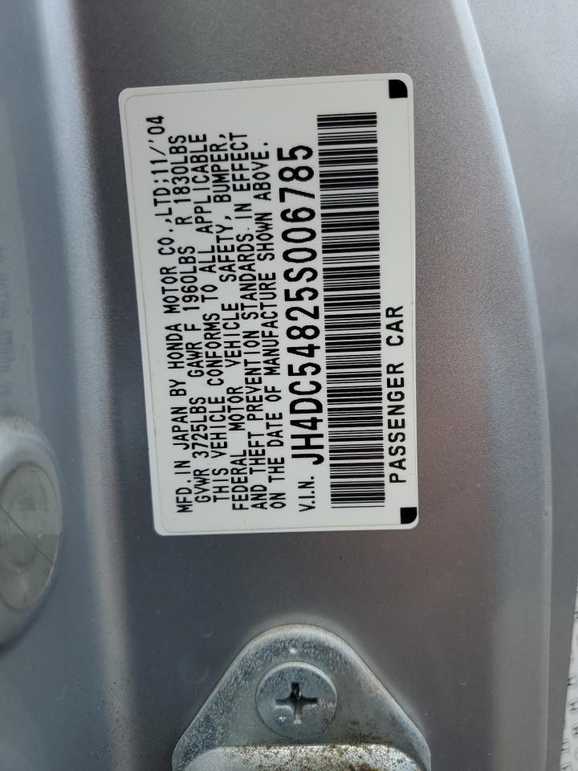 MFD.IN JAPAN BY HONDA MOTOR CO.,LTD:11/'04
GVWR 3725LBS GAWR F 1960LBS R 1830LBS
THIS VEHICLE CONFORMS TO ALL APPLICABLE
FEDERAL MOTOR VEHICLE SAFETY, BUMPER,
AND THEFT PREVENTION STANDARDS IN EFFECT
ON THE DATE OF MANUFACTURE SHOWN ABOVE.
V.I.N. JH4DC54825S006785
PASSENGER CAR